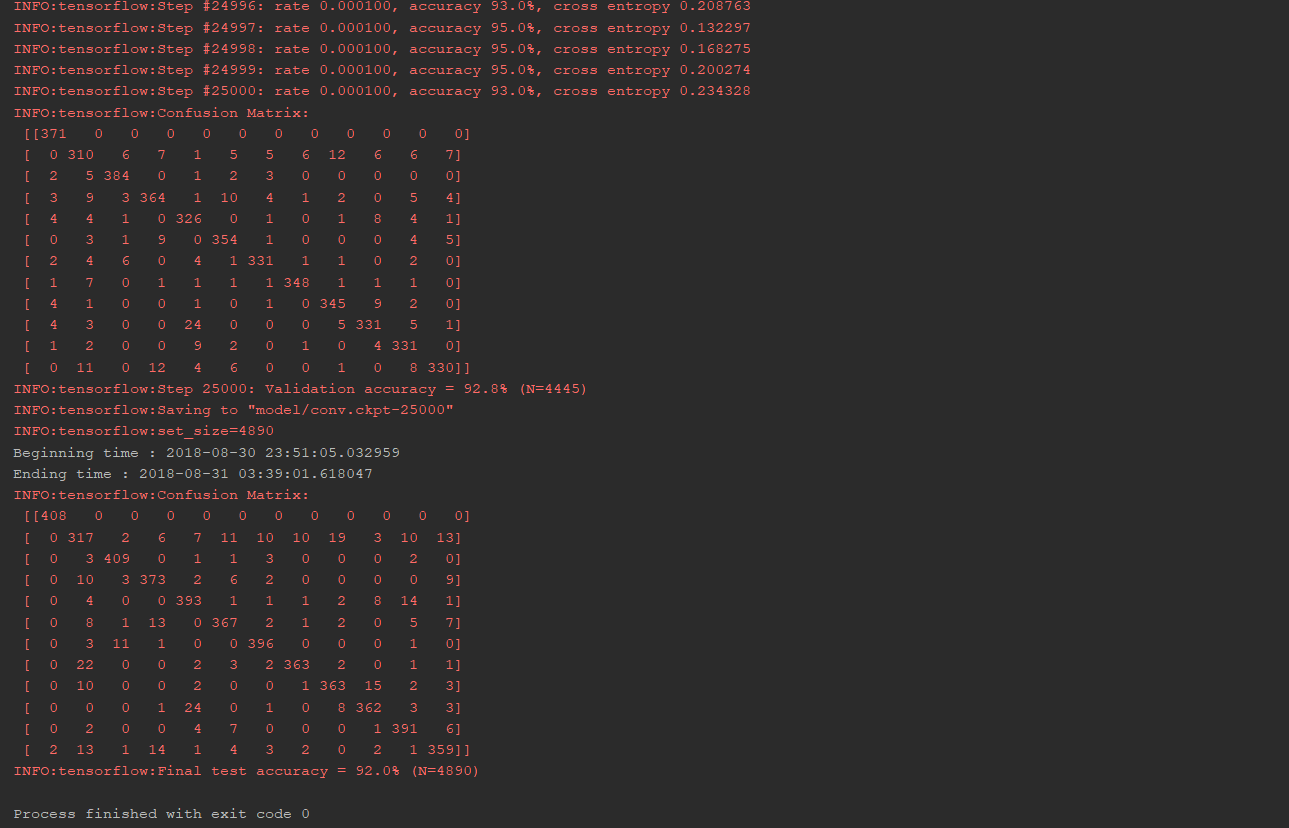 INFO:tensorflow:Step #24996: rate 0.000100, accuracy 93.0%, cross entropy 0.208763
INFO:tensorflow:Step #24997: rate 0.000100, accuracy 95.0%, cross entropy 0.132297
INFO:tensorflow:Step #24998: rate 0.000100, accuracy 95.0%, cross entropy 0.168275
INFO:tensorflow:Step #24999: rate 0.000100, accuracy 95.0%, cross entropy 0.200274
INFO:tensorflow:Step #25000: rate 0.000100, accuracy 93.0%, cross entropy 0.234328
INFO:tensorflow:Confusion Matrix:
 [[371   0   0   0   0   0   0   0   0   0   0   0]
 [  0 310   6   7   1   5   5   6  12   6   6   7]
 [  2   5 384   0   1   2   3   0   0   0   0   0]
 [  3   9   3 364   1  10   4   1   2   0   5   4]
 [  4   4   1   0 326   0   1   0   1   8   4   1]
 [  0   3   1   9   0 354   1   0   0   0   4   5]
 [  2   4   6   0   4   1 331   1   1   0   2   0]
 [  1   7   0   1   1   1   1 348   1   1   1   0]
 [  4   1   0   0   1   0   1   0 345   9   2   0]
 [  4   3   0   0  24   0   0   0   5 331   5   1]
 [  1   2   0   0   9   2   0   1   0   4 331   0]
 [  0  11   0  12   4   6   0   0   1   0   8 330]]
INFO:tensorflow:Step 25000: Validation accuracy = 92.8% (N=4445)
INFO:tensorflow:Saving to "model/conv.ckpt-25000"
INFO:tensorflow:set_size=4890
Beginning time : 2018-08-30 23:51:05.032959
Ending time : 2018-08-31 03:39:01.618047
INFO:tensorflow:Confusion Matrix:
 [[408   0   0   0   0   0   0   0   0   0   0   0]
 [  0 317   2   6   7  11  10  10  19   3  10  13]
 [  0   3 409   0   1   1   3   0   0   0   2   0]
 [  0  10   3 373   2   6   2   0   0   0   0   9]
 [  0   4   0   0 393   1   1   1   2   8  14   1]
 [  0   8   1  13   0 367   2   1   2   0   5   7]
 [  0   3  11   1   0   0 396   0   0   0   1   0]
 [  0  22   0   0   2   3   2 363   2   0   1   1]
 [  0  10   0   0   2   0   0   1 363  15   2   3]
 [  0   0   0   1  24   0   1   0   8 362   3   3]
 [  0   2   0   0   4   7   0   0   0   1 391   6]
 [  2  13   1  14   1   4   3   2   0   2   1 359]]
INFO:tensorflow:Final test accuracy = 92.0% (N=4890)
Process finished with exit code 0